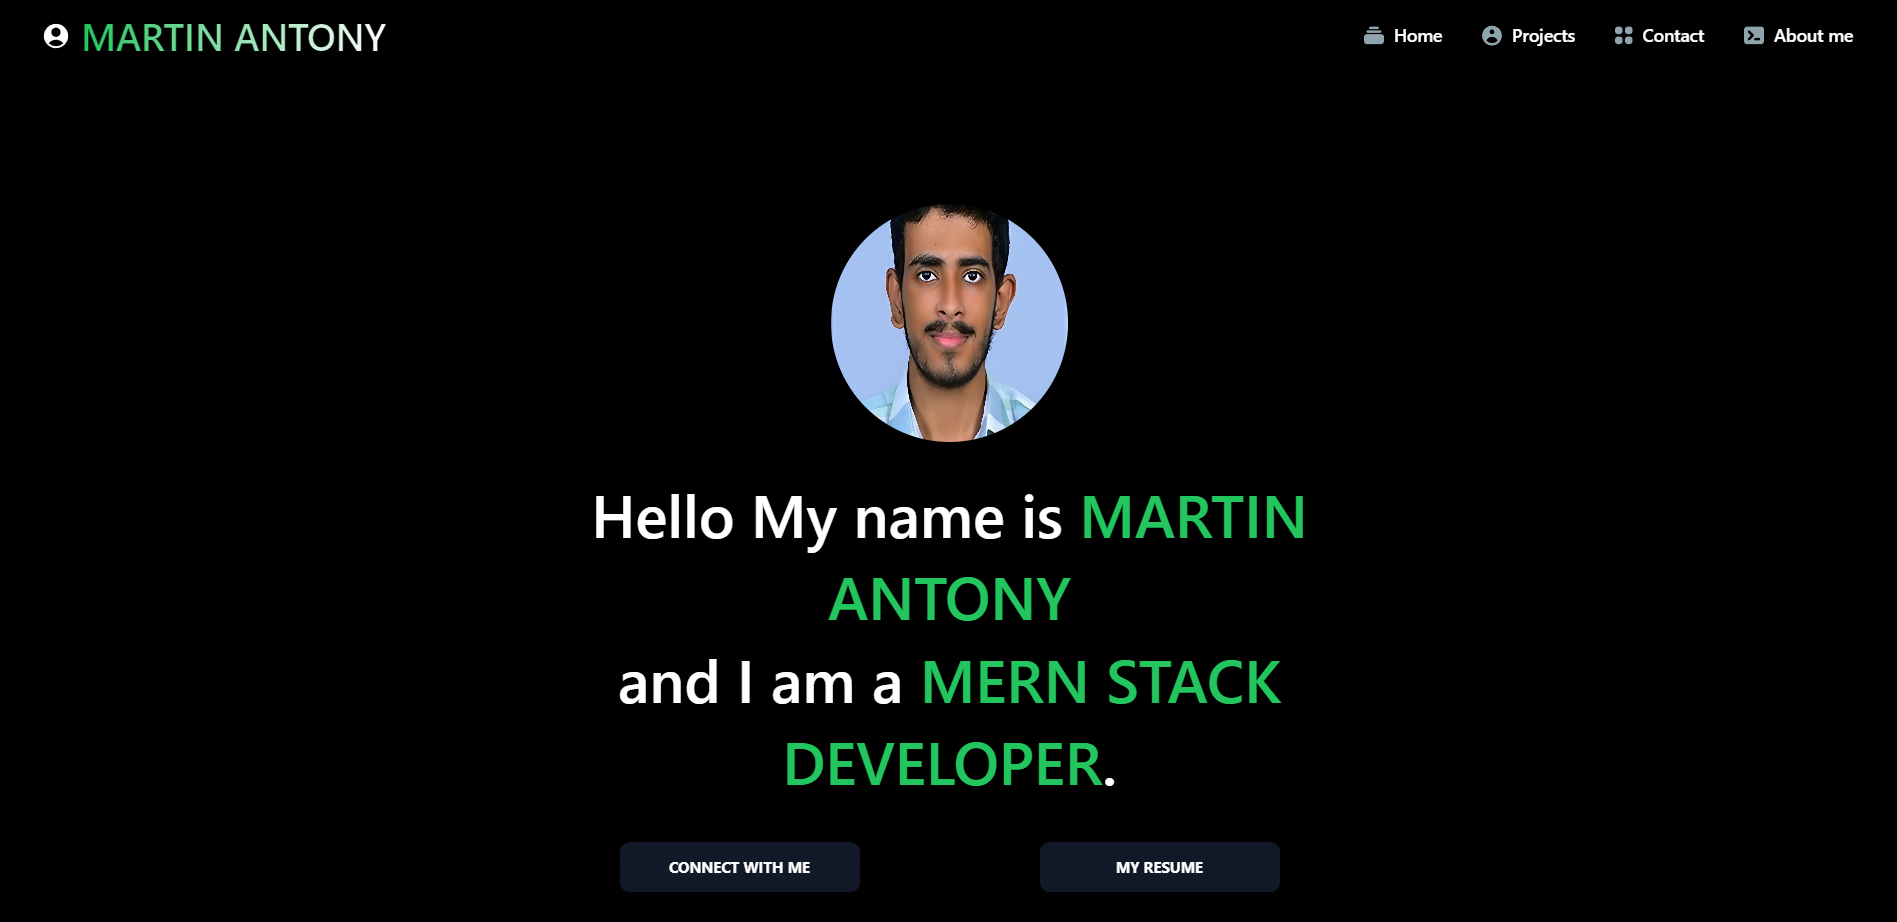 MARTIN ANTONY
Home
Projects
Contact
About me
Hello My name is MARTIN
ANTONY
and I am a MERN STACK
DEVELOPER.
CONNECT WITH ME
MY RESUME